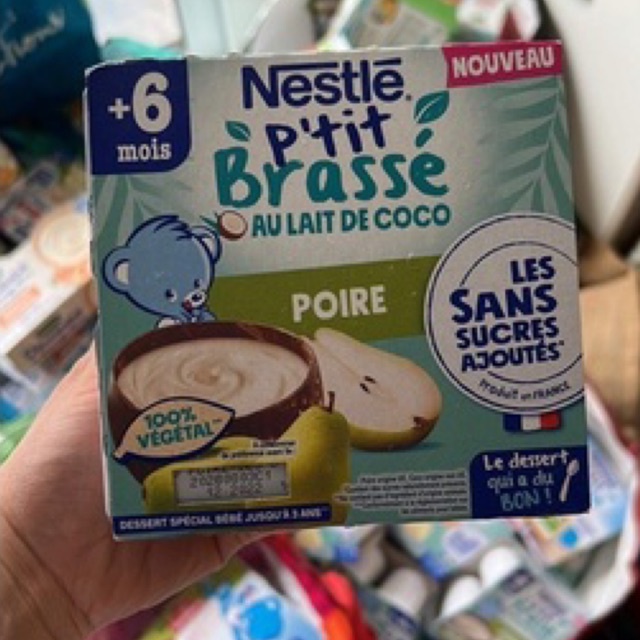 +6
mois
Nestlé
NOUVEAU
P'tit
Brassé
AU LAIT DE COCO
POIRE
LES
SANS
SUCRES
AJOUTÉS
Produit en FRANCE
100%
VÉGÉTAL
Le dessert
qui a du
BON !
DESSERT SPÉCIAL BÉBÉ JUSQU'À 3 ANS